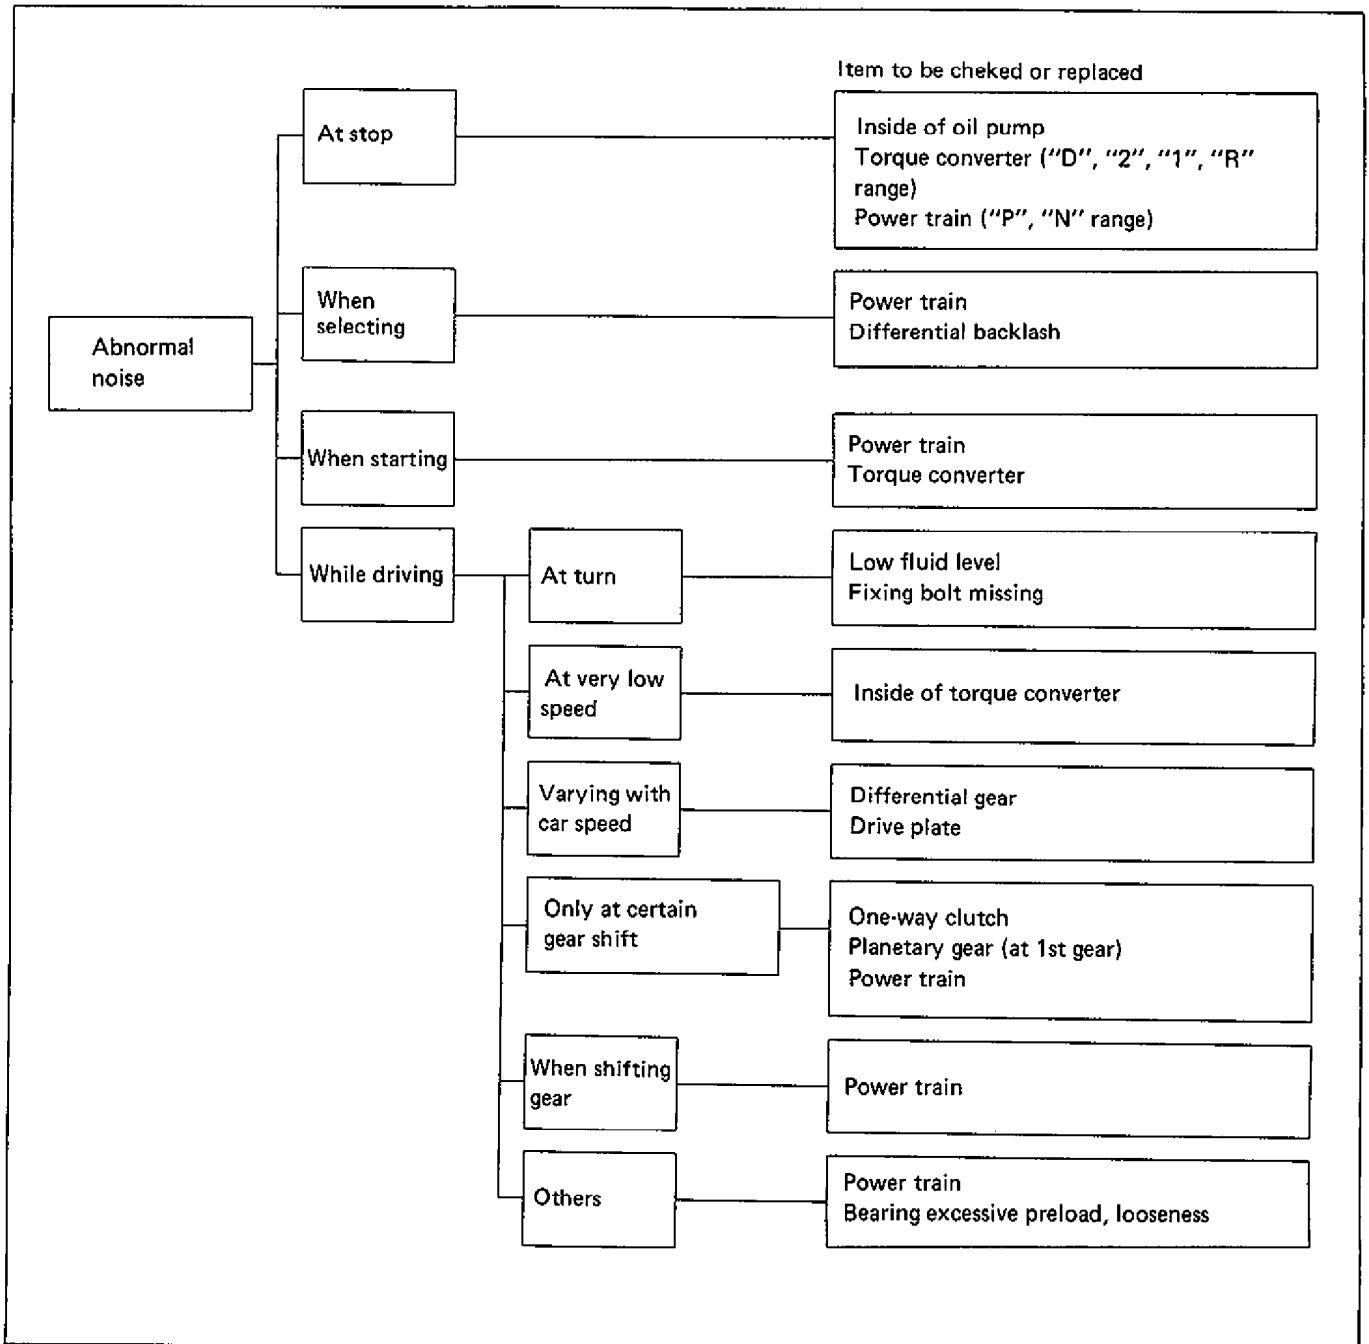 Item to be cheked or replaced
At stop
Inside of oil pump
Torque converter ("D", "2", "1", "R"
range)
Power train ("P", "N" range)
When
selecting
Power train
Differential backlash
Abnormal
noise
When starting
Power train
Torque converter
While driving
At turn
Low fluid level
Fixing bolt missing
At very low
speed
Inside of torque converter
Varying with
car speed
Differential gear
Drive plate
Only at certain
gear shift
One-way clutch
Planetary gear (at 1st gear)
Power train
When shifting
gear
Power train
Others
Power train
Bearing excessive preload, looseness